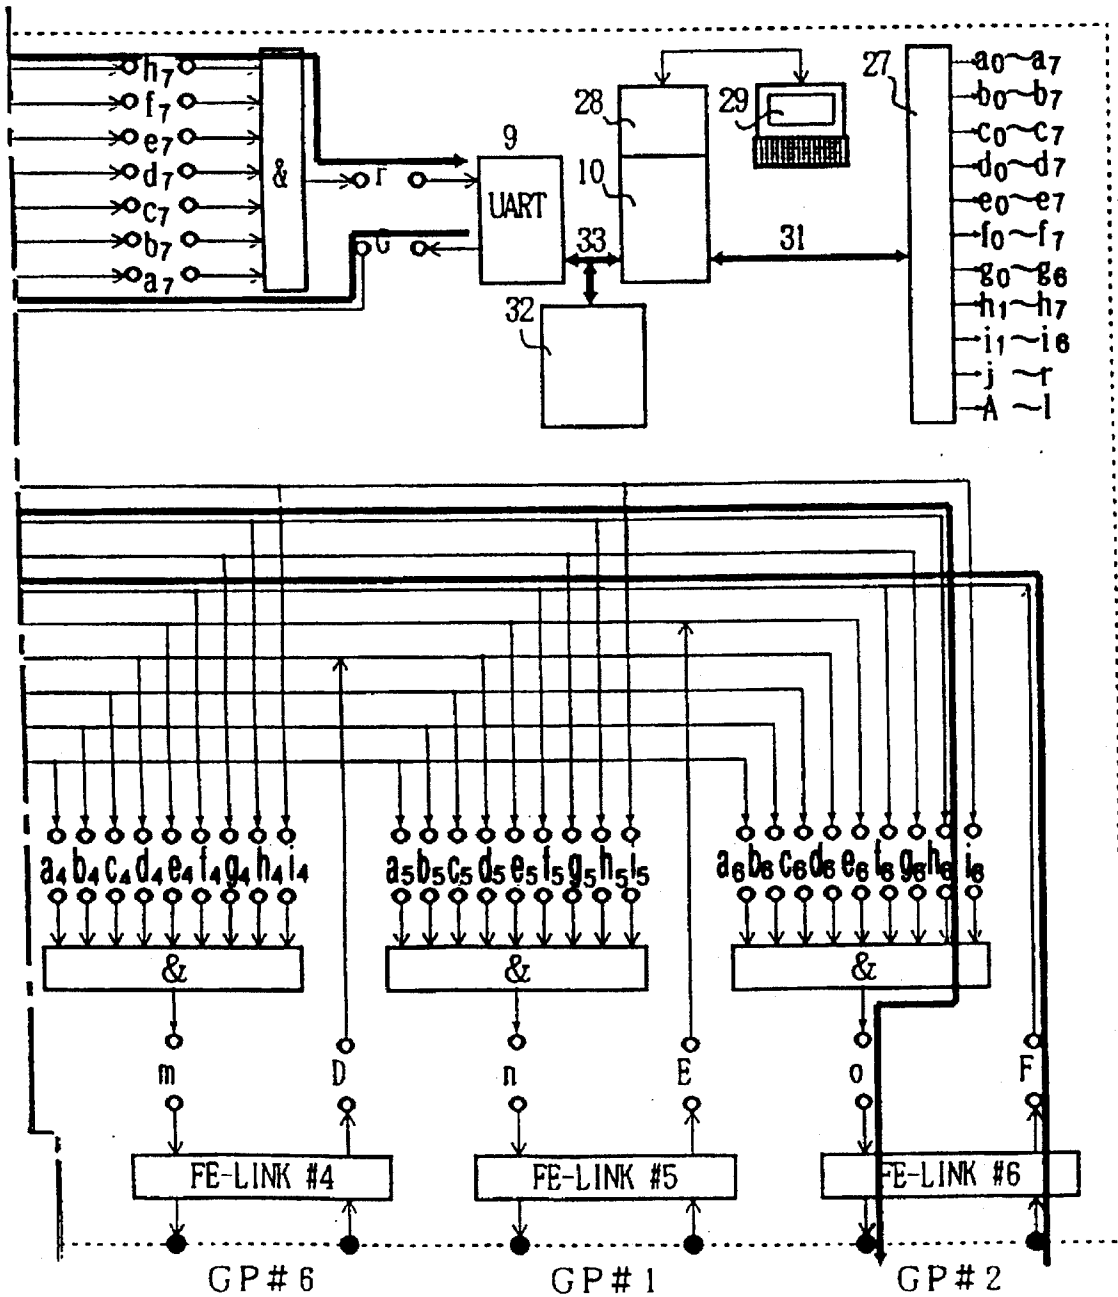 h7
f7
e7
d7
c7
b7
a7
&
r
G
9
UART
33
32
28
10
29
31
27
a0~a7
b0~b7
c0~c7
d0~d7
e0~e7
f0~f7
g0~g6
h1~h7
i1~i6
j~r
A~l
a4 b4 c4 d4 e4 f4 g4 h4 i4
a5 b5 c5 d5 e5 f5 g5 h5 i5
a6 b6 c6 d6 e6 f6 g6 h6 i6
& & &
m D n E o F
FE-LINK #4 FE-LINK #5 FE-LINK #6
GP#6 GP#1 GP#2